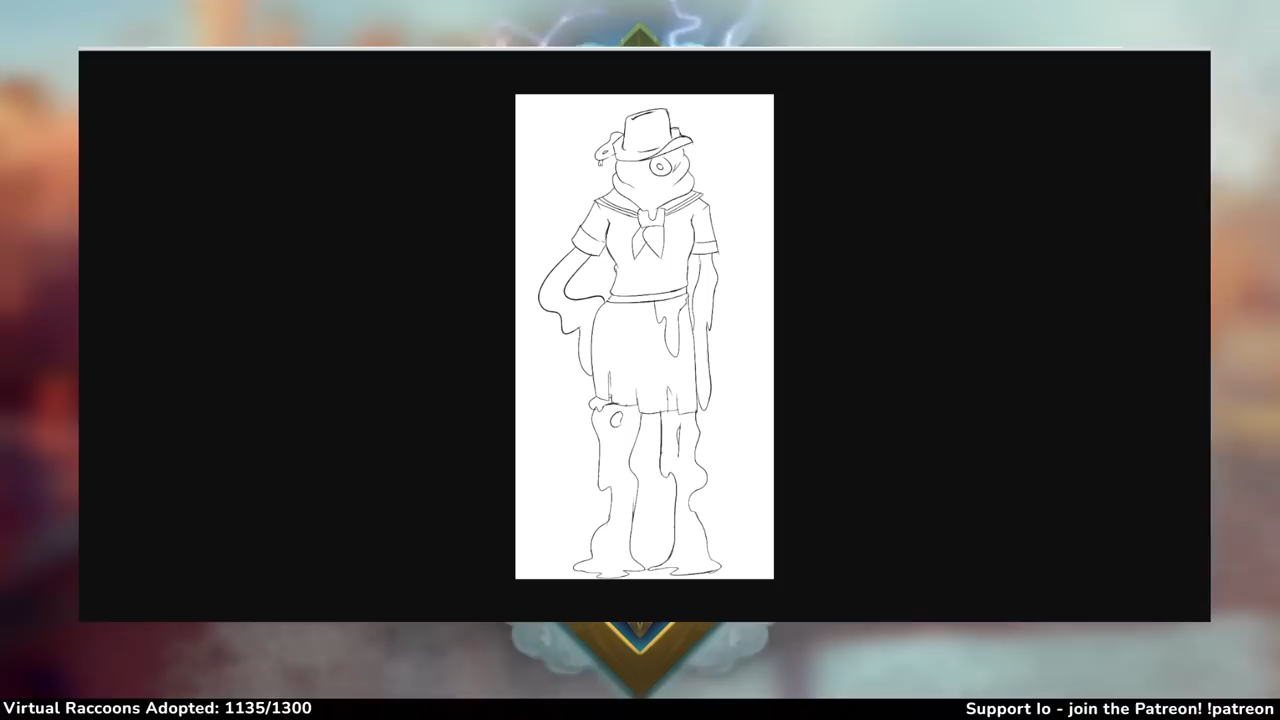 Virtual Raccoons Adopted: 1135/1300
Support Io - join the Patreon! !patreon